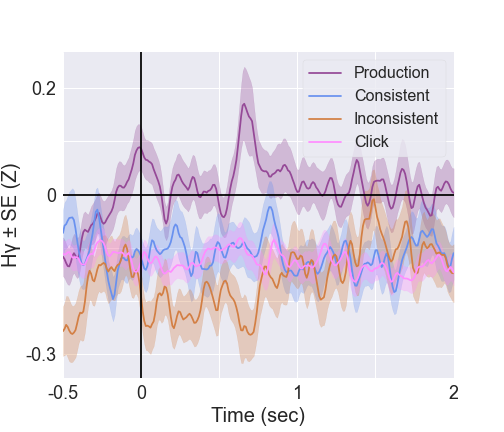 Production
Consistent
Inconsistent
Click
0.2
0
-0.3
Hγ ± SE (Z)
-0.5
0
1
2
Time (sec)